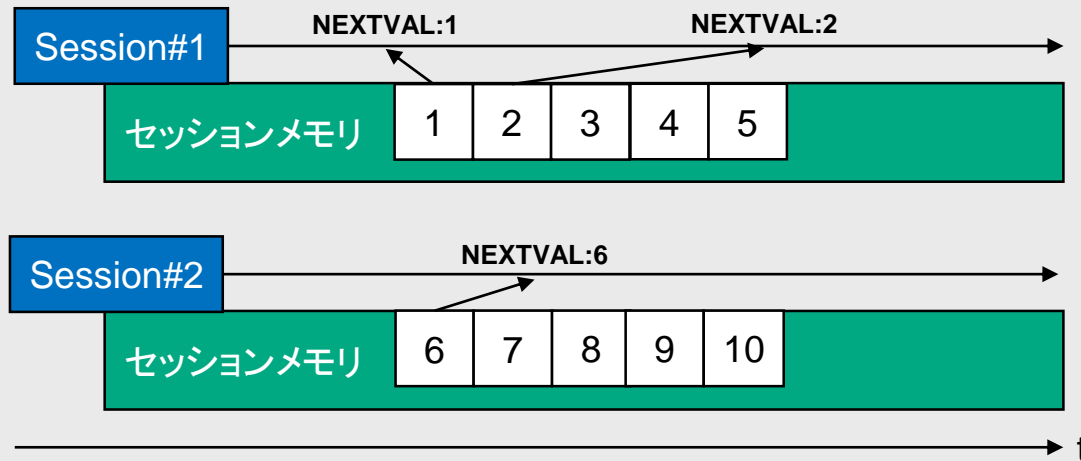 NEXTVAL:1 NEXTVAL:2
Session#1
セッションメモリ 1 2 3 4 5
NEXTVAL:6
Session#2
セッションメモリ 6 7 8 9 10
t